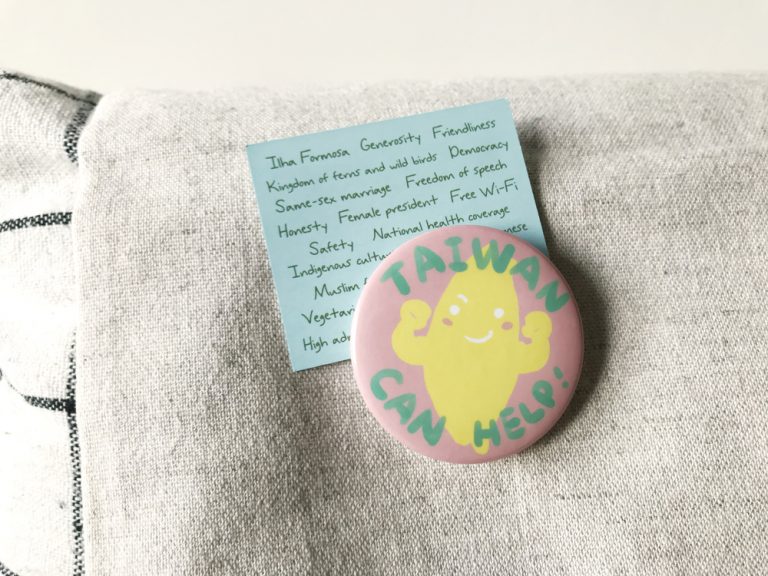 Ilha Formosa Generosity Friendliness
Kingdom of ferns and wild birds Democracy
Same-sex marriage Freedom of speech
Honesty Female president Free Wi-Fi
Safety National health coverage
Indigenous
Muslim
High
TAIWAN
CAN HELP!